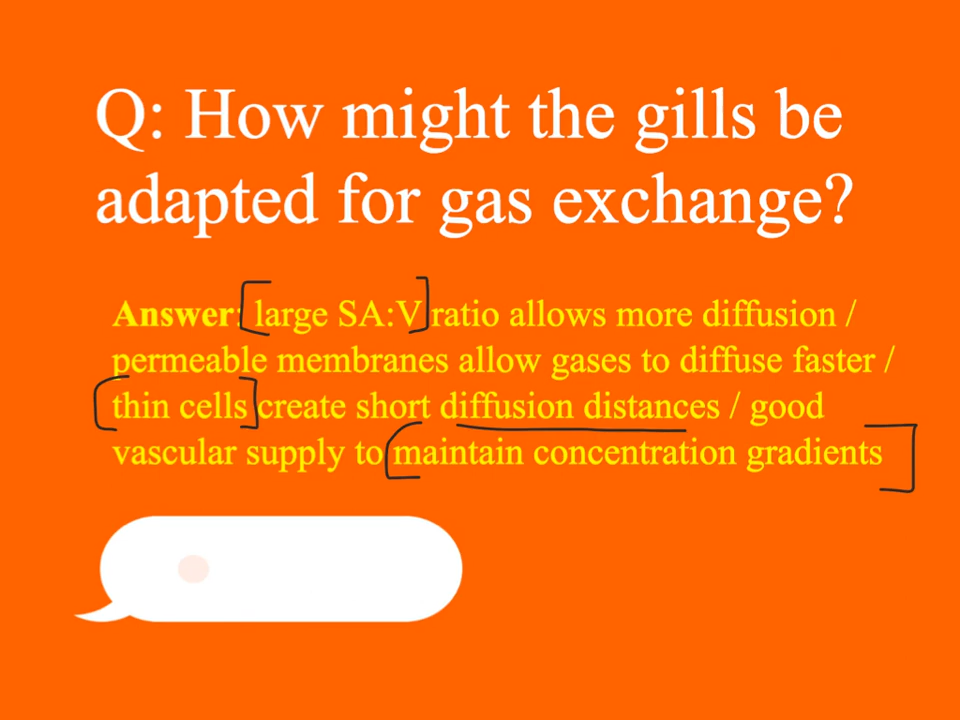 Q: How might the gills be
adapted for gas exchange?
Answer: large SA:V ratio allows more diffusion /
permeable membranes allow gases to diffuse faster /
thin cells create short diffusion distances / good
vascular supply to maintain concentration gradients